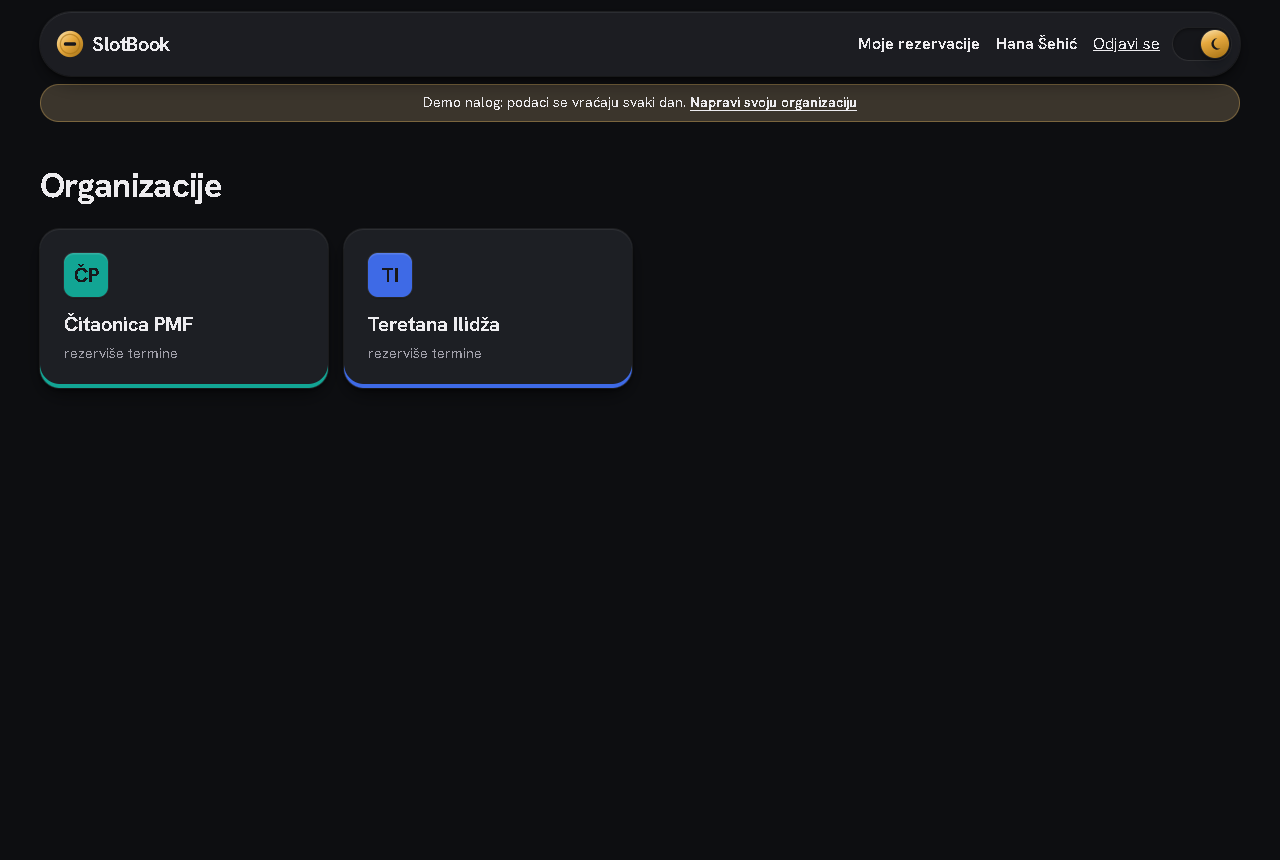 SlotBook
Moje rezervacije Hana Šehić Odjavi se
Demo nalog: podaci se vraćaju svaki dan. Napravi svoju organizaciju
Organizacije
ČP
Čitaonica PMF
rezerviše termine
TI
Teretana Ilidža
rezerviše termine